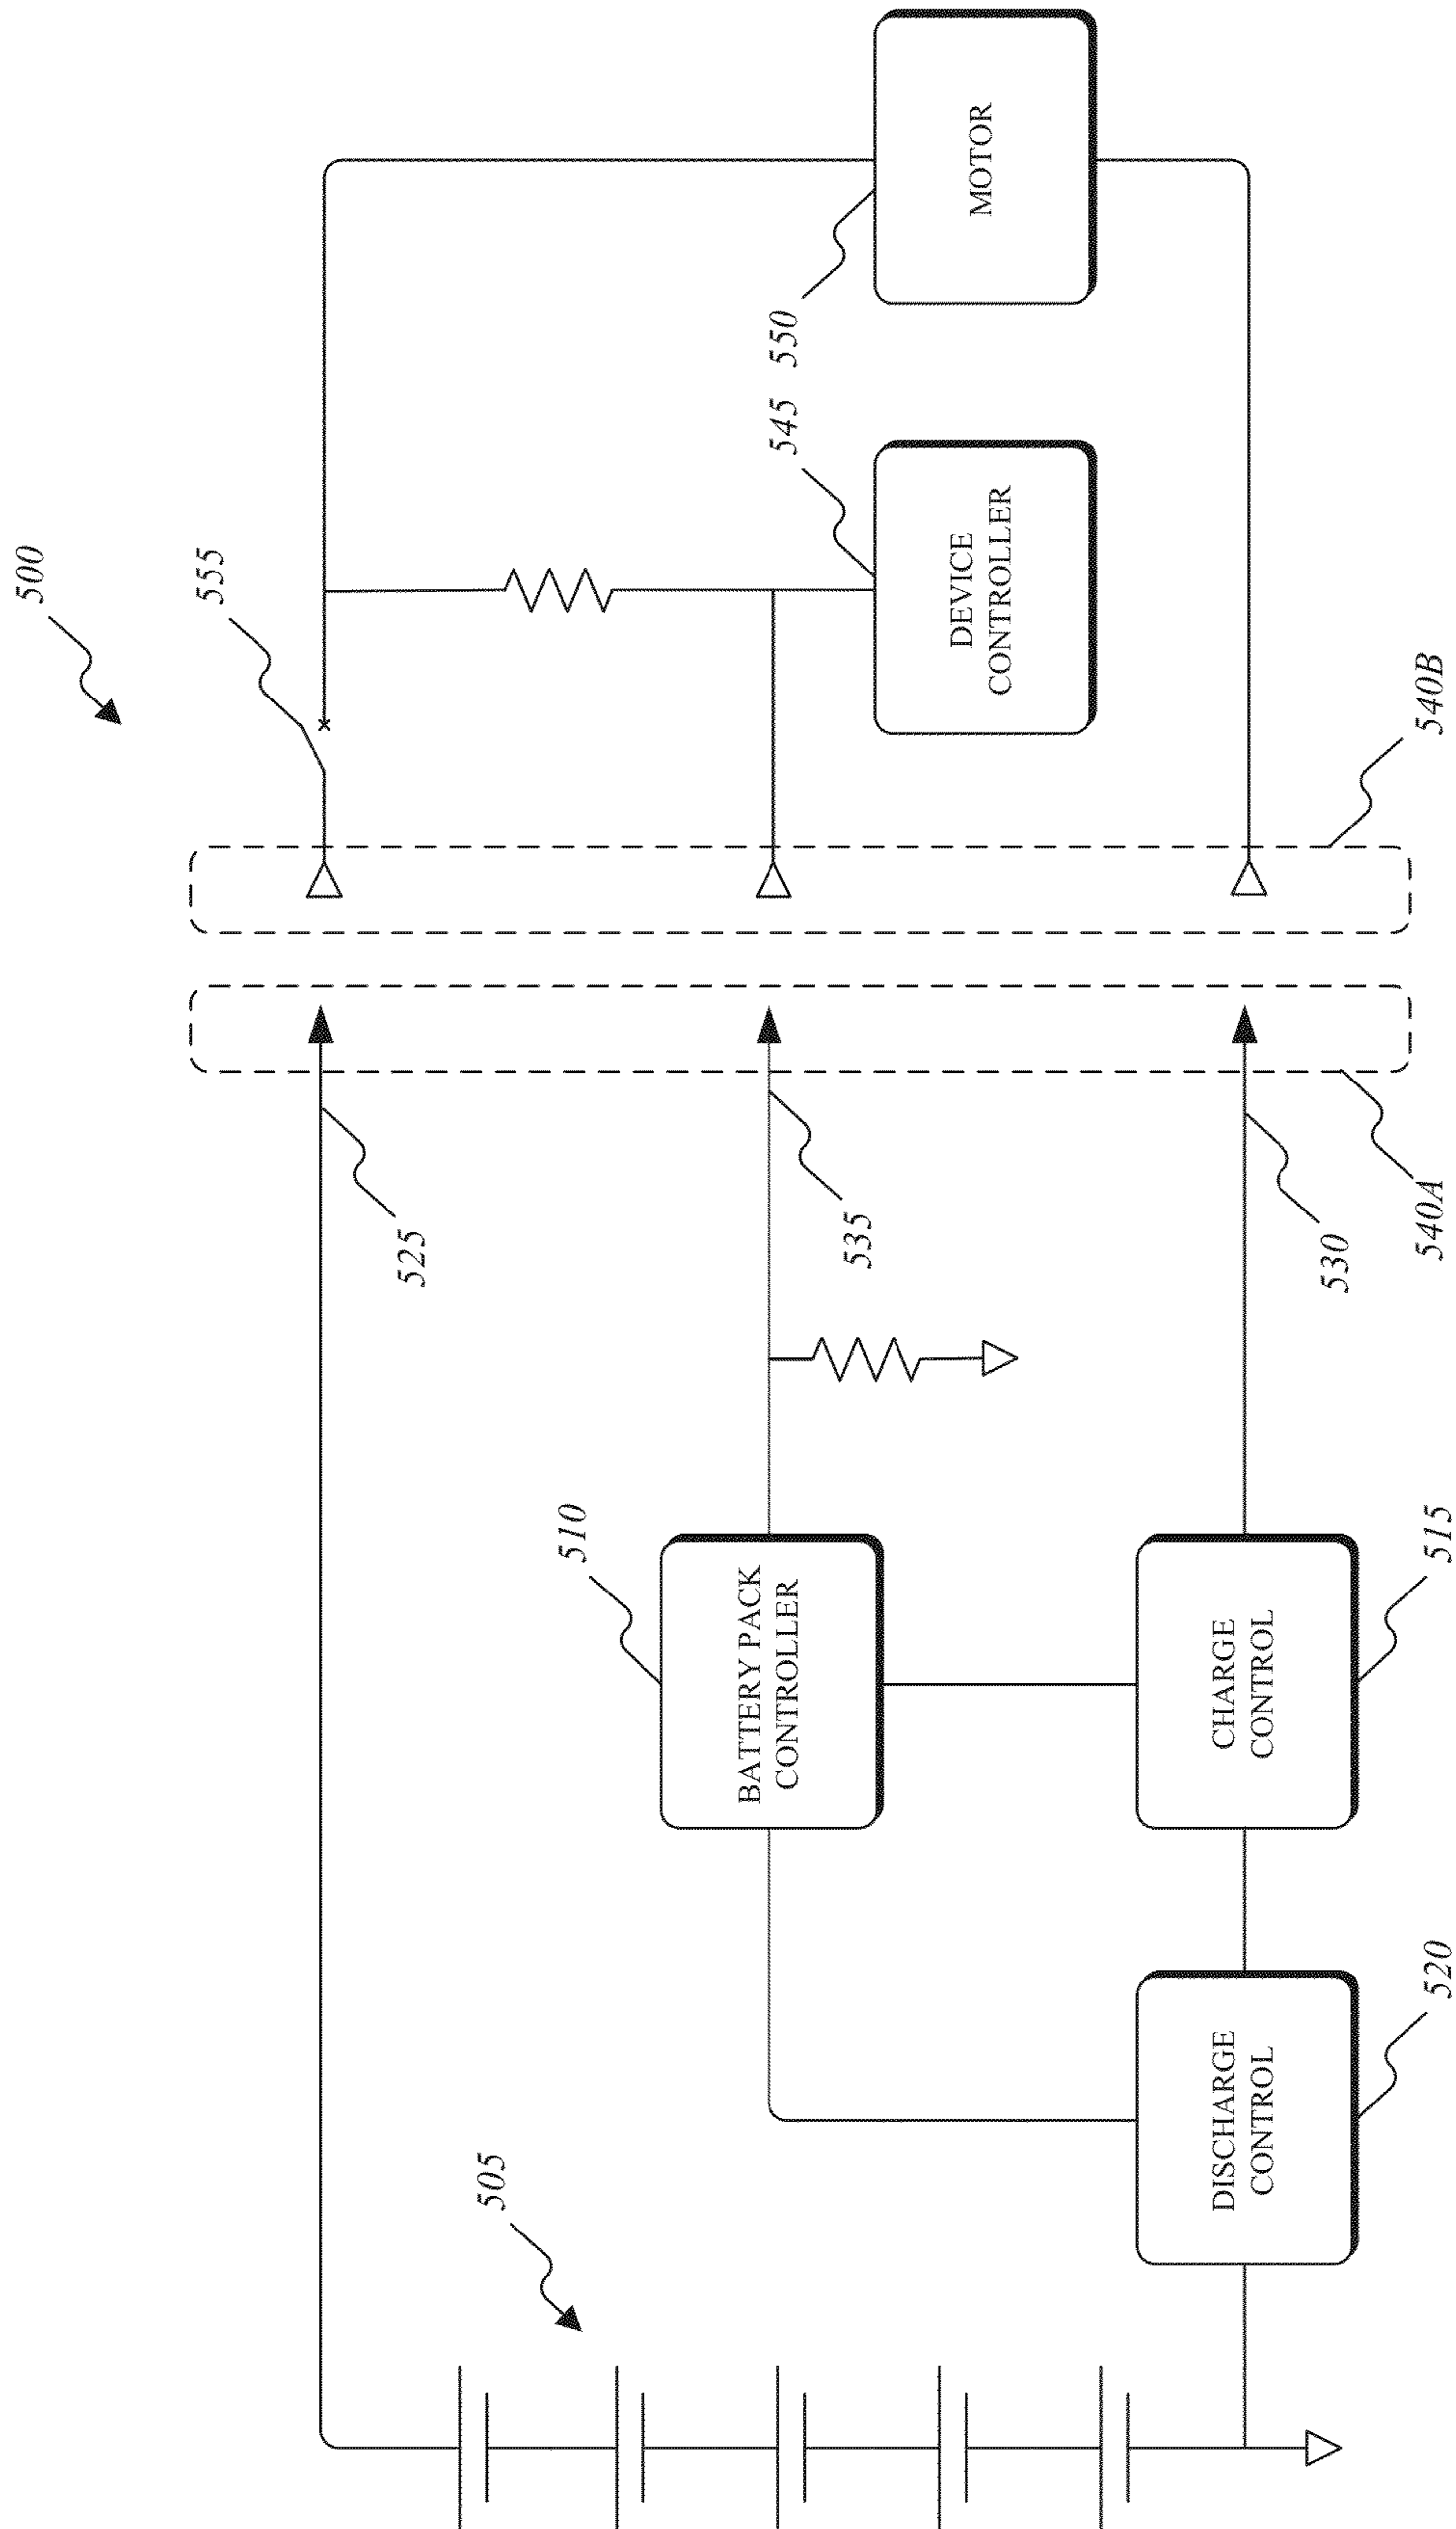 500
555
MOTOR
550
DEVICE
CONTROLLER
545
540B
540A
525
535
530
BATTERY PACK
CONTROLLER
510
CHARGE
CONTROL
515
DISCHARGE
CONTROL
520
505